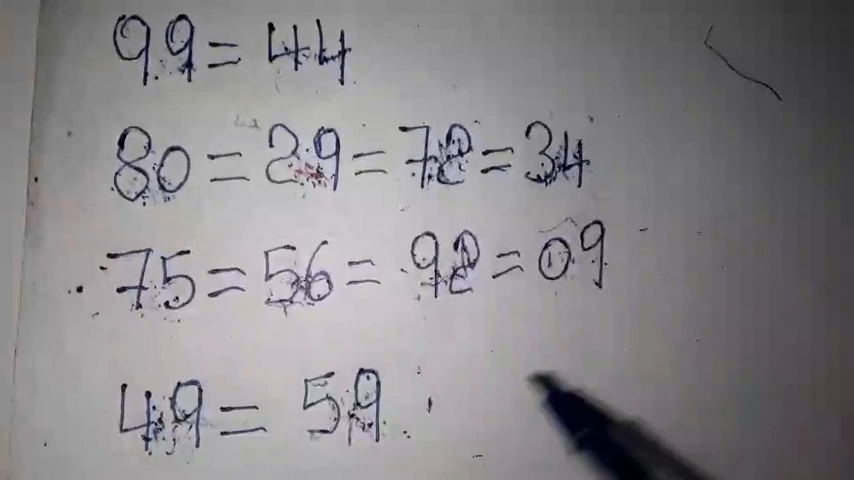 99 = 44
80 = 29 = 72 = 34
75 = 56 = 92 = 09
49 = 59